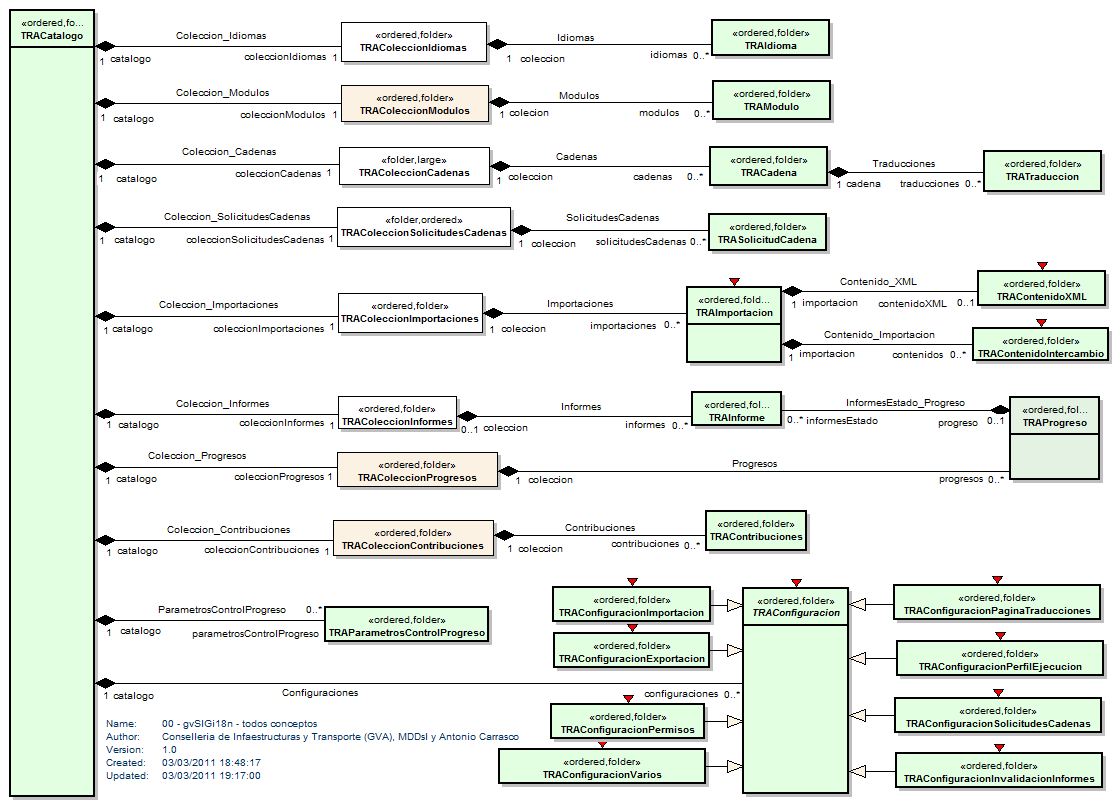 «ordered,fo...
TRACatalogo
Coleccion_Idiomas
1 catalogo
coleccionIdiomas 1
«ordered,folder»
TRAColeccionIdiomas
Idiomas
1 coleccion
idiomas 0..*
«ordered,folder»
TRAIdioma
Coleccion_Modulos
1 catalogo
coleccionModulos 1
«ordered,folder»
TRAColeccionModulos
Modulos
1 colecion
modulos 0..*
«ordered,folder»
TRAModulo
Coleccion_Cadenas
1 catalogo
coleccionCadenas 1
«folder,large»
TRAColeccionCadenas
Cadenas
1 coleccion
cadenas 0..*
«ordered,folder»
TRACadena
Traducciones
1 cadena
traducciones 0..*
«ordered,folder»
TRATraduccion
Coleccion_SolicitudesCadenas
1 catalogo
coleccionSolicitudesCadenas 1
«folder,ordered»
TRAColeccionSolicitudesCadenas
SolicitudesCadenas
1 coleccion
solicitudesCadenas 0..*
«ordered,folder»
TRASolicitudCadena
Coleccion_Importaciones
1 catalogo
coleccionImportaciones 1
«ordered,folder»
TRAColeccionImportaciones
Importaciones
1 coleccion
importaciones 0..*
«ordered,fold...
TRAImportacion
Contenido_XML
1 importacion
contenidoXML 0..1
«ordered,folder»
TRAContenidoXML
Contenido_Importacion
1 importacion
contenidos 0..*
«ordered,folder»
TRAContenidoIntercambio
Coleccion_Informes
1 catalogo
coleccionInformes 1
«ordered,folder»
TRAColeccionInformes
Informes
0..1 coleccion
informes 0..*
«ordered,fol...
TRAInforme
InformesEstado_Progreso
0..* informesEstado
progreso 0..1
«ordered,fol...
TRAProgreso
Coleccion_Progresos
1 catalogo
coleccionProgresos 1
«ordered,folder»
TRAColeccionProgresos
Progresos
1 coleccion
progresos 0..*
Coleccion_Contribuciones
1 catalogo
coleccionContribuciones 1
«ordered,folder»
TRAColeccionContribuciones
Contribuciones
1 coleccion
contribuciones 0..*
«ordered,folder»
TRAContribuciones
ParametrosControlProgreso 0..*
1 catalogo
parametrosControlProgreso
«ordered,folder»
TRAParametrosControlProgreso
«ordered,folder»
TRAConfiguracionImportacion
«ordered,folder»
TRAConfiguracion
«ordered,folder»
TRAConfiguracionPaginaTraducciones
«ordered,folder»
TRAConfiguracionExportacion
«ordered,folder»
TRAConfiguracionPerfilEjecucion
1 catalogo
Configuraciones
configuraciones 0..*
«ordered,folder»
TRAConfiguracionPermisos
«ordered,folder»
TRAConfiguracionSolicitudesCadenas
«ordered,folder»
TRAConfiguracionVarios
«ordered,folder»
TRAConfiguracionInvalidacionInformes
Name: 00 - gvSIGi18n - todos conceptos
Author: Conselleria de Infaestructuras y Transporte (GVA), MDDsl y Antonio Carrasco
Version: 1.0
Created: 03/03/2011 18:48:17
Updated: 03/03/2011 19:17:00